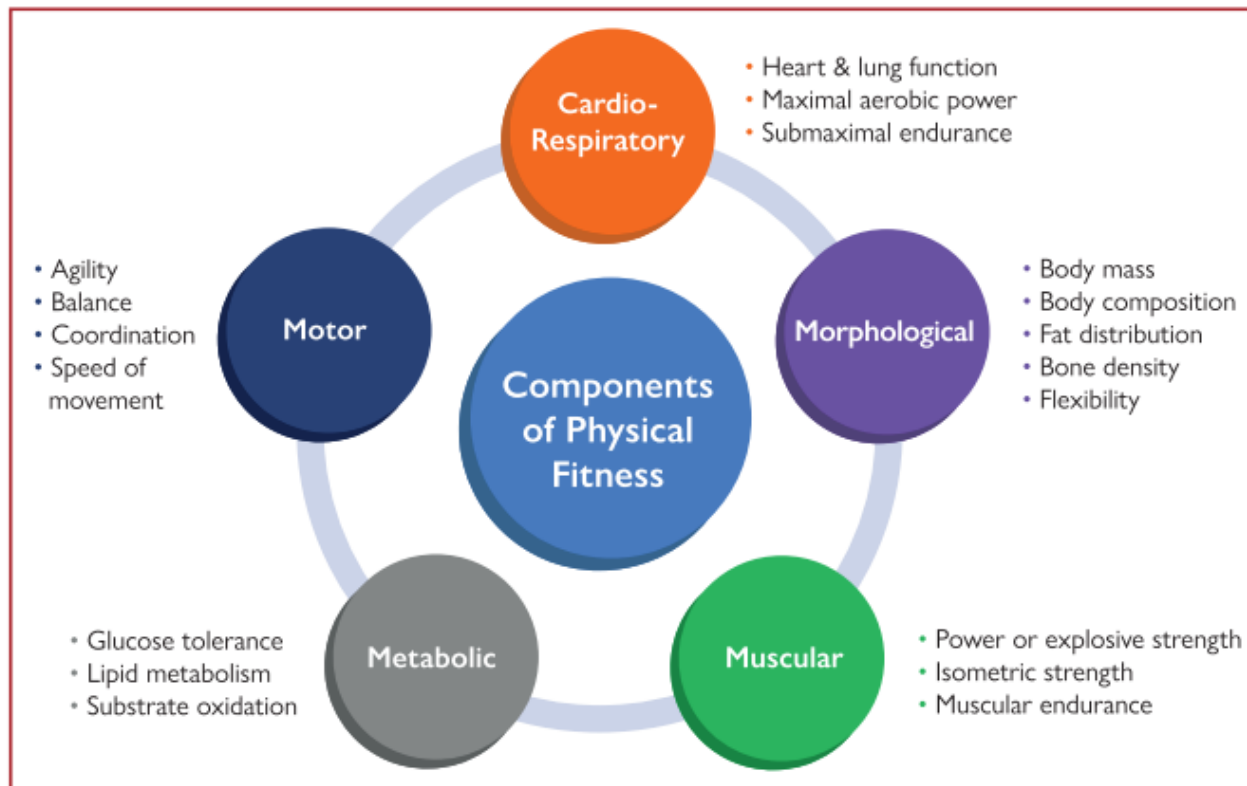 Cardio-
Respiratory
• Heart & lung function
• Maximal aerobic power
• Submaximal endurance
Morphological
• Body mass
• Body composition
• Fat distribution
• Bone density
• Flexibility
Muscular
• Power or explosive strength
• Isometric strength
• Muscular endurance
Metabolic
• Glucose tolerance
• Lipid metabolism
• Substrate oxidation
Motor
• Agility
• Balance
• Coordination
• Speed of
movement
Components
of Physical
Fitness